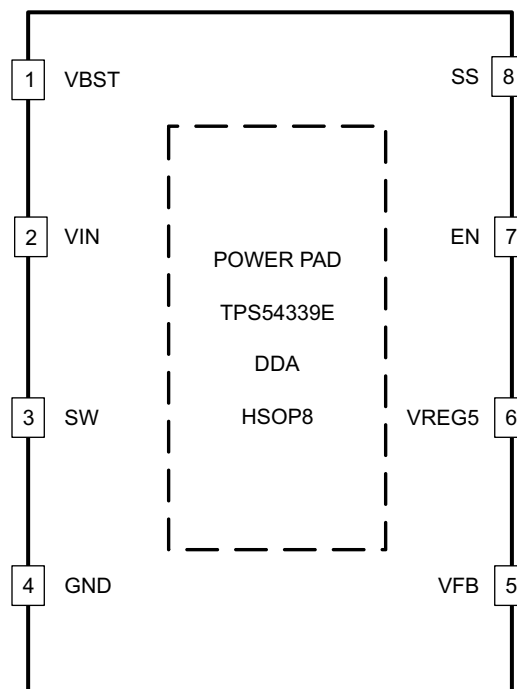 1 VBST
SS 8
2 VIN
EN 7
POWER PAD
TPS54339E
DDA
HSOP8
3 SW
VREG5 6
4 GND
VFB 5